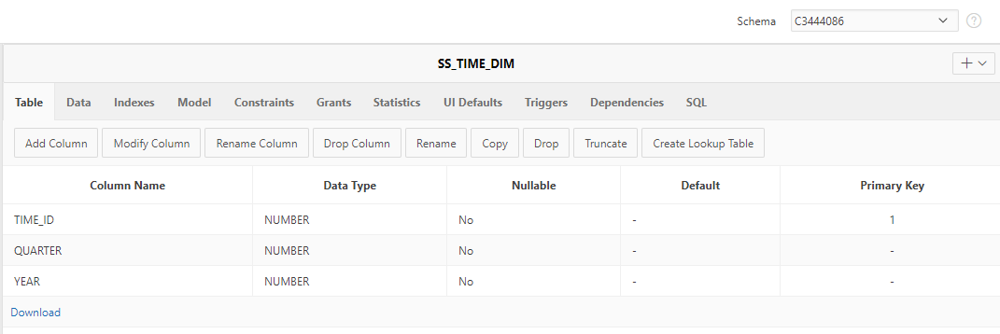 Schema C3444086
SS_TIME_DIM
Table Data Indexes Model Constraints Grants Statistics UI Defaults Triggers Dependencies SQL
Add Column Modify Column Rename Column Drop Column Rename Copy Drop Truncate Create Lookup Table
Column Name Data Type Nullable Default Primary Key
TIME_ID NUMBER No - 1
QUARTER NUMBER No - -
YEAR NUMBER No - -
Download